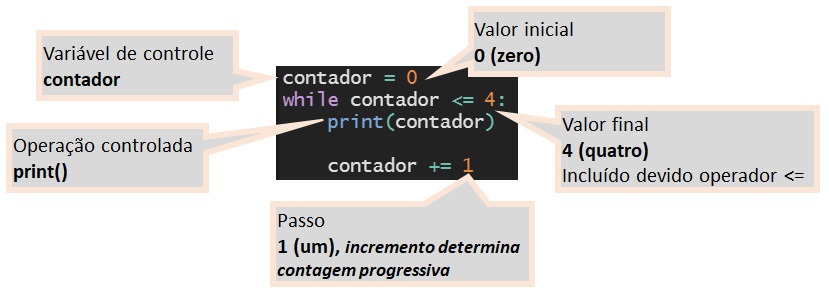 Variável de controle
contador
Valor inicial
0 (zero)
contador = 0
while contador <= 4:
print(contador)
contador += 1
Operação controlada
print()
Valor final
4 (quatro)
Incluído devido operador <=
Passo
1 (um), incremento determina
contagem progressiva